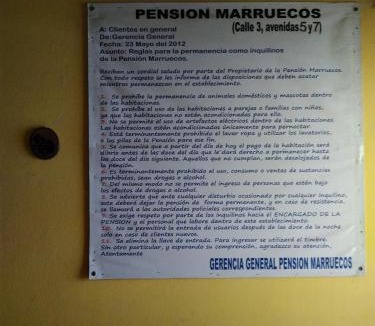 PENSION MARRUECOS
(Calle 3, avenidas 5 y 7)
A: Clientes en general
De: Gerencia General
Fecha: 23 Mayo del 2012
Asunto: Reglas para la permanencia como inquilinos
de la Pensión Marruecos.
Reciban un cordial saludo por parte del Propietario de la Pensión Marruecos.
Con todo respeto se les informa de las disposiciones que deben acatar
mientras permanezcan en el establecimiento.
1. Se prohíbe la permanencia de animales domésticos y mascotas dentro
de las habitaciones.
2. Se prohíbe el uso de las habitaciones a parejas o familias con niños,
ya que las habitaciones no están acondicionadas para ello.
3. No se permite el uso de artefactos eléctricos dentro de las habitaciones.
Las habitaciones están acondicionadas únicamente para pernoctar.
4. Está terminantemente prohibido el lavar ropa y utilizar los lavatorios,
o las pilas de la Pensión para ese fin.
5. Se comunica que a partir del día de hoy el pago de la habitación será
diario antes de las doce del día que le dará derecho a permanecer hasta
las doce del día siguiente. Aquellos que no cumplan, serán desalojados de
la pensión.
6. Es terminantemente prohibido el uso, consumo o ventas de sustancias
prohibidas, sean drogas o alcohol.
7. Del mismo modo no se permite el ingreso de personas que estén bajo
los efectos de drogas o alcohol.
8. Se advierte que ante cualquier disturbio ocasionado por cualquier inquilino,
este deberá dejar la pensión de forma permanente, y en caso de resistencia,
se llamará a las autoridades policiales correspondientes.
9. Se exige respeto por parte de los inquilinos hacia el ENCARGADO DE LA
PENSIÓN y el personal que labore dentro de este establecimiento.
10. No se permitirá la entrada de usuarios después de las doce de la noche
solo en caso de clientes nuevos.
11. Se elimina la llave de entrada. Para ingresar se utilizará el timbre.
Sin otro particular, y esperando su comprensión, agradezco su atención.
Atentamente
GERENCIA GENERAL PENSION MARRUECOS